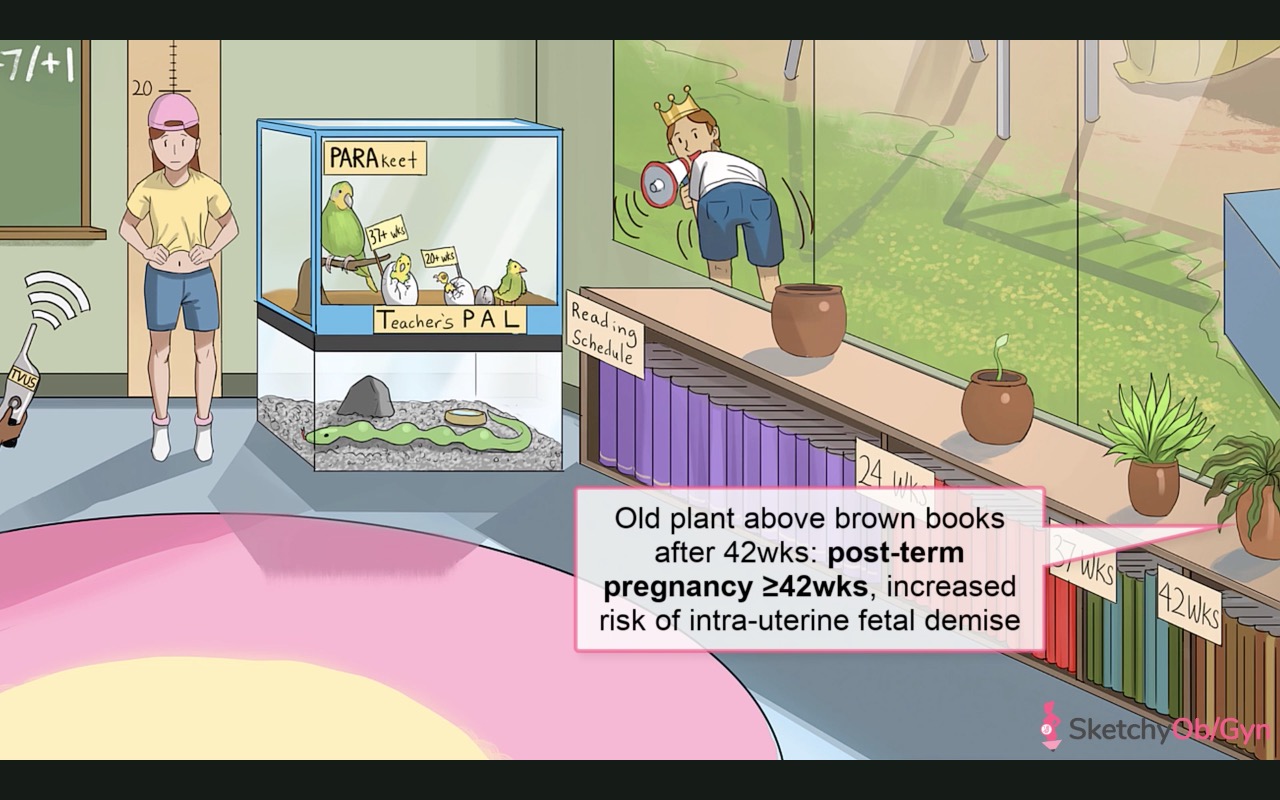 -7/+1
20
PARAkeet
37+ wks
20+ wks
Teacher's PAL
TVUS
Reading
Schedule
24 wks
37 wks
42wks
Old plant above brown books
after 42wks: post-term
pregnancy ≥42wks, increased
risk of intra-uterine fetal demise
SketchyOb/Gyn